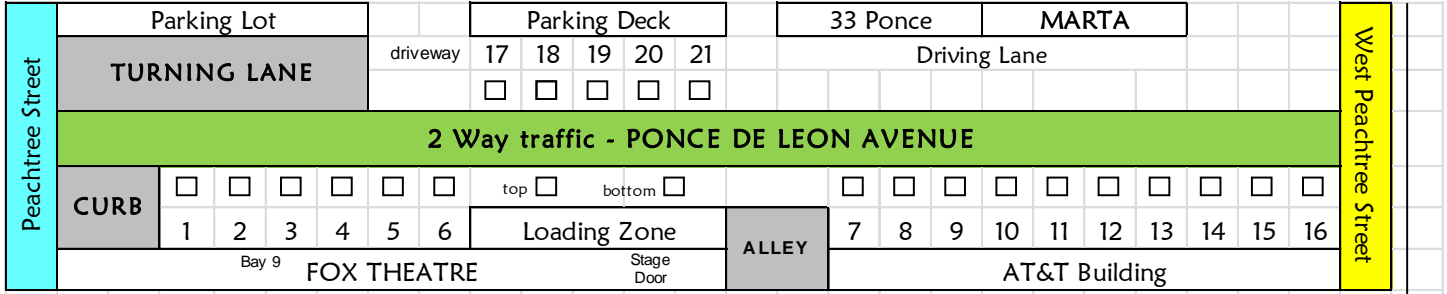 Parking Lot Parking Deck 33 Ponce MARTA
TURNING LANE driveway 17 18 19 20 21 Driving Lane
Peachtree Street
West Peachtree Street
2 Way traffic - PONCE DE LEON AVENUE
CURB top bottom
1 2 3 4 5 6 Loading Zone ALLEY 7 8 9 10 11 12 13 14 15 16
Bay 9 FOX THEATRE Stage Door AT&T Building